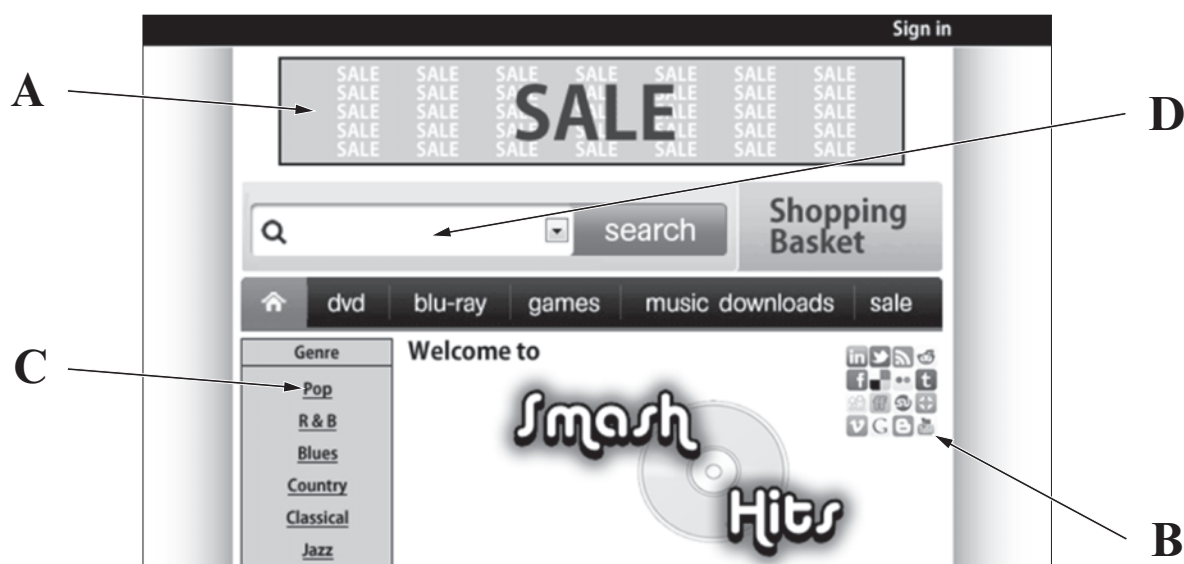 Sign in
A
SALE SALE SALE SALE SALE SALE SALE
SALE SALE SALE SALE SALE SALE SALE
SALE SALE SALE SALE SALE SALE SALE
SALE SALE SALE SALE SALE SALE SALE
SALE SALE SALE SALE SALE SALE SALE
SALE
D
search
Shopping
Basket
dvd blu-ray games music downloads sale
C
Genre
Pop
R & B
Blues
Country
Classical
Jazz
Welcome to
Smash
Hits
in
f t
v G B
B